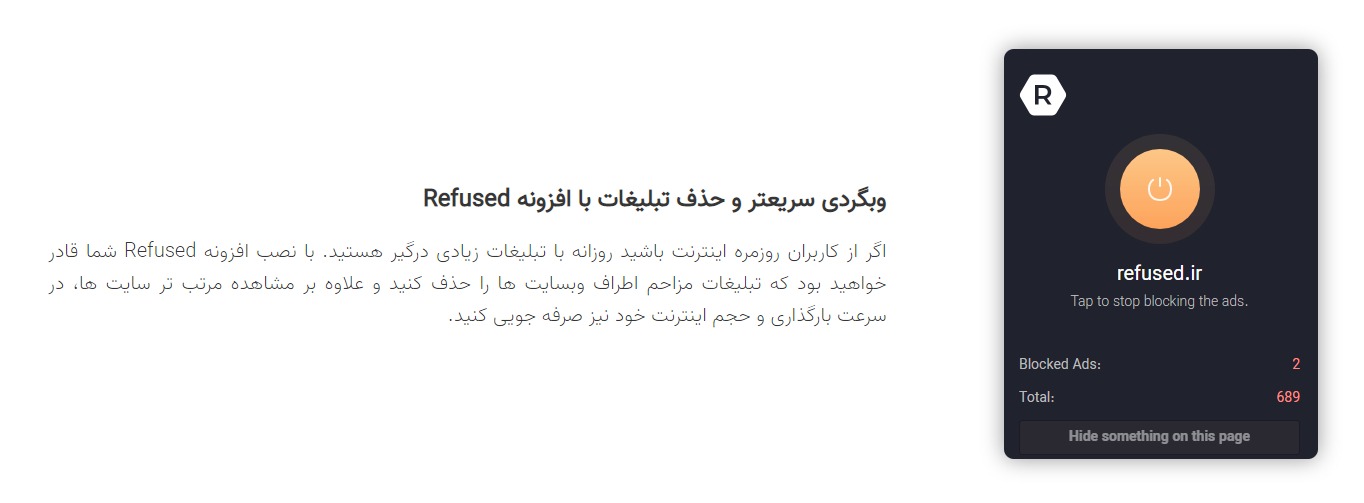 وبگردی سریعتر و حذف تبلیغات با افزونه Refused
اگر از کاربران روزمره اینترنت باشید روزانه با تبلیغات زیادی درگیر هستید. با نصب افزونه Refused شما قادر
خواهید بود که تبلیغات مزاحم اطراف وبسایت ها را حذف کنید و علاوه بر مشاهده مرتب تر سایت ها، در
سرعت بارگذاری و حجم اینترنت خود نیز صرفه جویی کنید.
R
refused.ir
Tap to stop blocking the ads.
Blocked Ads: 2
Total: 689
Hide something on this page